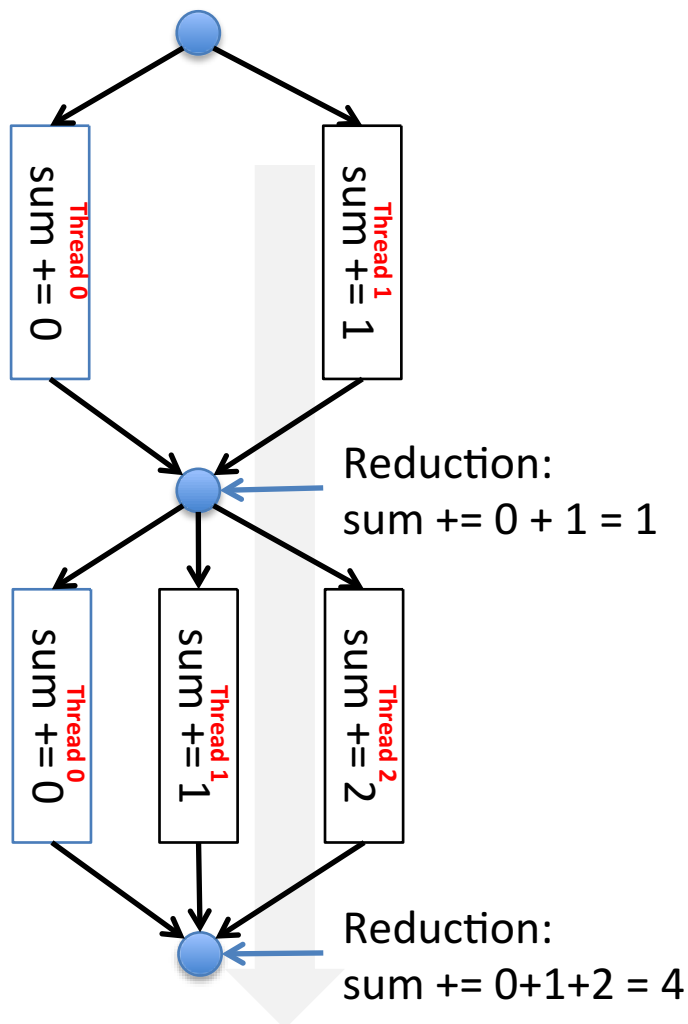 Thread 0
sum += 0
Thread 1
sum += 1
Reduction:
sum += 0 + 1 = 1
Thread 0
sum += 0
Thread 1
sum += 1
Thread 2
sum += 2
Reduction:
sum += 0+1+2 = 4